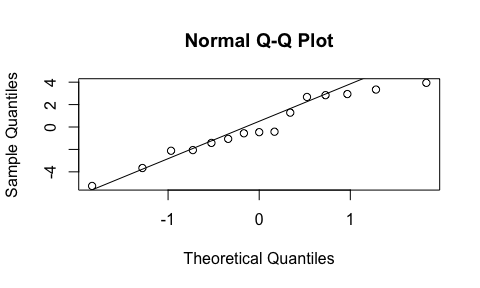 Normal Q-Q Plot
Sample Quantiles
4
2
0
-4
-1
0
1
Theoretical Quantiles